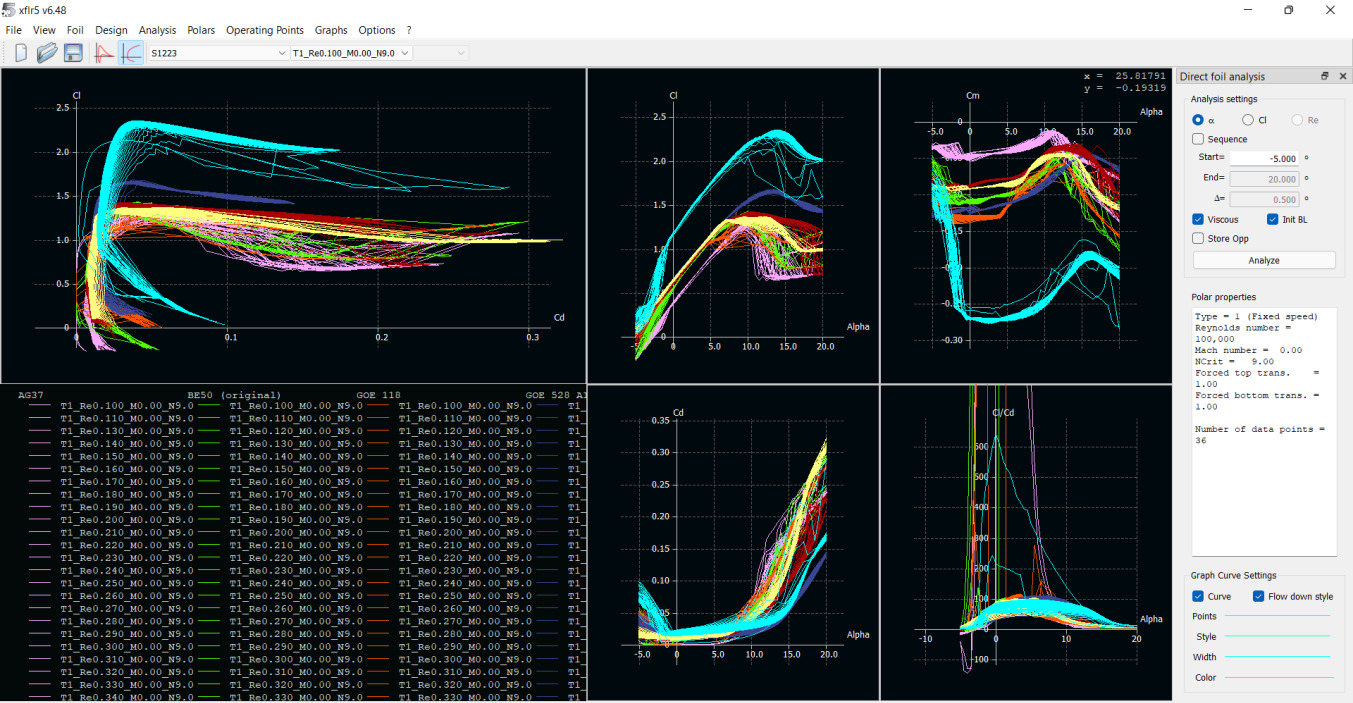 xflr5 v6.48
File View Foil Design Analysis Polars Operating Points Graphs Options ?
S1223 T1_Re0.100_M0.00_N9.0
Cl
2.5
2.0
1.5
1.0
0.5
0
0 0.1 0.2 0.3
Cd
Cl
2.5
2.0
1.5
0
0 5.0 10.0 15.0 20.0
Alpha
x = 25.81791
y = -0.19319
Cm
Alpha
-5.0 0 5.0 10.0 15.0 20.0
-0.30
AG37 BE50 (original) GOE 118 GOE 528 A
T1_Re0.100_M0.00_N9.0 T1_Re0.100_M0.00_N9.0 T1_Re0.100_M0.00_N9.0 T1_
T1_Re0.110_M0.00_N9.0 T1_Re0.110_M0.00_N9.0 T1_Re0.110_M0.00_N9.0 T1_
T1_Re0.130_M0.00_N9.0 T1_Re0.120_M0.00_N9.0 T1_Re0.120_M0.00_N9.0 T1_
T1_Re0.140_M0.00_N9.0 T1_Re0.130_M0.00_N9.0 T1_Re0.130_M0.00_N9.0 T1_
T1_Re0.150_M0.00_N9.0 T1_Re0.140_M0.00_N9.0 T1_Re0.140_M0.00_N9.0 T1_
T1_Re0.160_M0.00_N9.0 T1_Re0.150_M0.00_N9.0 T1_Re0.150_M0.00_N9.0 T1_
T1_Re0.170_M0.00_N9.0 T1_Re0.160_M0.00_N9.0 T1_Re0.160_M0.00_N9.0 T1_
T1_Re0.180_M0.00_N9.0 T1_Re0.170_M0.00_N9.0 T1_Re0.170_M0.00_N9.0 T1_
T1_Re0.190_M0.00_N9.0 T1_Re0.180_M0.00_N9.0 T1_Re0.180_M0.00_N9.0 T1_
T1_Re0.200_M0.00_N9.0 T1_Re0.190_M0.00_N9.0 T1_Re0.190_M0.00_N9.0 T1_
T1_Re0.210_M0.00_N9.0 T1_Re0.200_M0.00_N9.0 T1_Re0.200_M0.00_N9.0 T1_
T1_Re0.220_M0.00_N9.0 T1_Re0.210_M0.00_N9.0 T1_Re0.210_M0.00_N9.0 T1_
T1_Re0.230_M0.00_N9.0 T1_Re0.220_M0.00_N9.0 T1_Re0.220_M0.00_N9.0 T1_
T1_Re0.240_M0.00_N9.0 T1_Re0.230_M0.00_N9.0 T1_Re0.230_M0.00_N9.0 T1_
T1_Re0.250_M0.00_N9.0 T1_Re0.240_M0.00_N9.0 T1_Re0.240_M0.00_N9.0 T1_
T1_Re0.260_M0.00_N9.0 T1_Re0.250_M0.00_N9.0 T1_Re0.250_M0.00_N9.0 T1_
T1_Re0.270_M0.00_N9.0 T1_Re0.260_M0.00_N9.0 T1_Re0.260_M0.00_N9.0 T1_
T1_Re0.280_M0.00_N9.0 T1_Re0.270_M0.00_N9.0 T1_Re0.270_M0.00_N9.0 T1_
T1_Re0.290_M0.00_N9.0 T1_Re0.280_M0.00_N9.0 T1_Re0.280_M0.00_N9.0 T1_
T1_Re0.300_M0.00_N9.0 T1_Re0.290_M0.00_N9.0 T1_Re0.290_M0.00_N9.0 T1_
T1_Re0.310_M0.00_N9.0 T1_Re0.300_M0.00_N9.0 T1_Re0.300_M0.00_N9.0 T1_
T1_Re0.320_M0.00_N9.0 T1_Re0.310_M0.00_N9.0 T1_Re0.310_M0.00_N9.0 T1_
T1_Re0.330_M0.00_N9.0 T1_Re0.320_M0.00_N9.0 T1_Re0.320_M0.00_N9.0 T1_
T1_Re0.340_M0.00_N9.0 T1_Re0.330_M0.00_N9.0 T1_Re0.330_M0.00_N9.0 T1_
Cd
0.35
0.30
0.25
0.20
0.15
0.10
-5.0 0 5.0 10.0 15.0 20.0
Alpha
Cl/Cd
500
200
-10 0 10 20
Alpha
Direct foil analysis
Analysis settings
α Cl Re
Sequence
Start= -5.000 °
End= 20.000 °
Δ= 0.500 °
Viscous Init BL
Store Opp
Analyze
Polar properties
Type = 1 (Fixed speed)
Reynolds number =
100,000
Mach number = 0.00
NCrit = 9.00
Forced top trans. =
1.00
Forced bottom trans. =
1.00
Number of data points =
36
Graph Curve Settings
Curve Flow down style
Points
Style
Width
Color